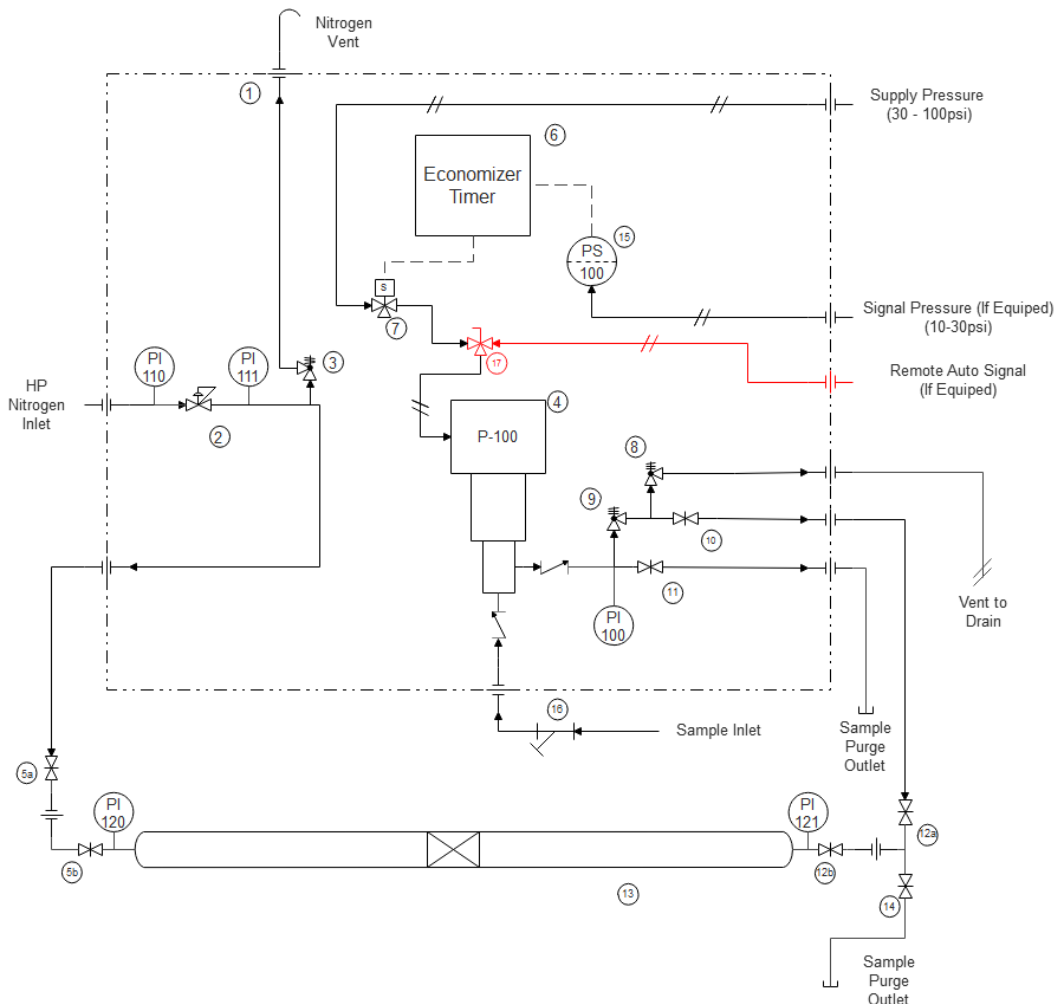 Nitrogen
Vent
1
Supply Pressure
(30 - 100psi)
6
Economizer
Timer
15
PS
100
S
7
Signal Pressure (If Equiped)
(10-30psi)
3
PI
110
PI
111
17
HP
Nitrogen
Inlet
2
Remote Auto Signal
(If Equiped)
4
P-100
8
9
10
11
PI
100
Vent to
Drain
16
Sample Inlet
Sample
Purge
Outlet
5a
PI
120
PI
121
12a
5b
12b
13
14
Sample
Purge
Outlet